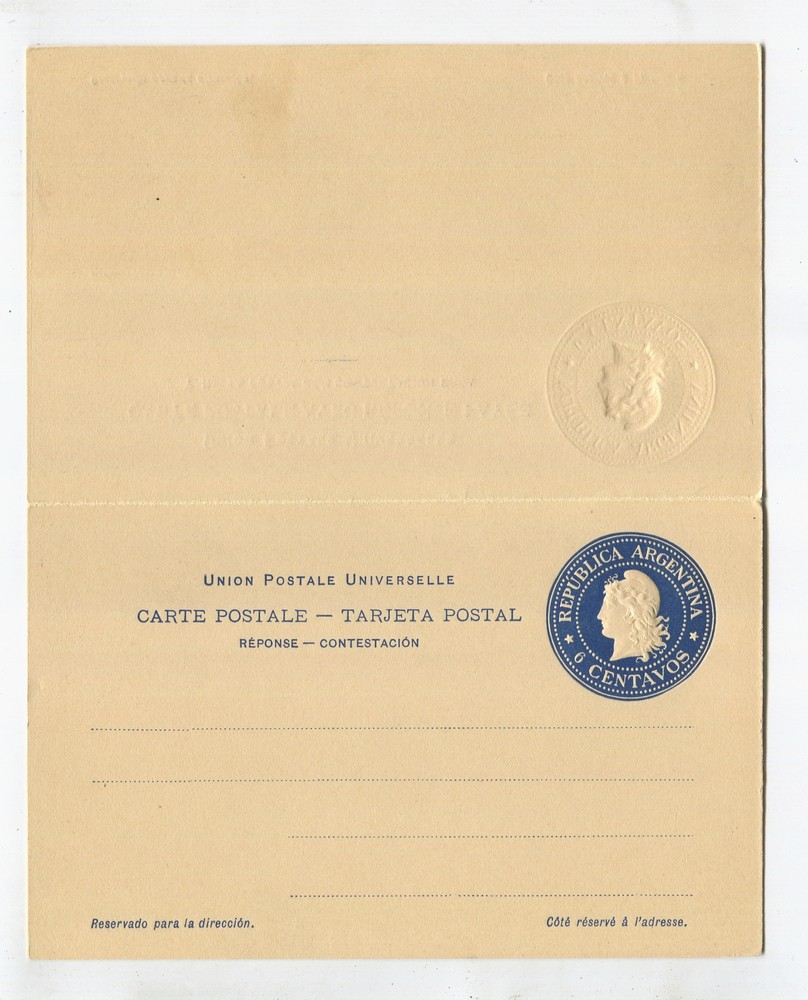 UNION POSTALE UNIVERSELLE
CARTE POSTALE — TARJETA POSTAL
RÉPONSE — CONTESTACIÓN
REPÚBLICA ARGENTINA
★ 6 CENTAVOS ★
Reservado para la dirección.
Côté réservé à l'adresse.